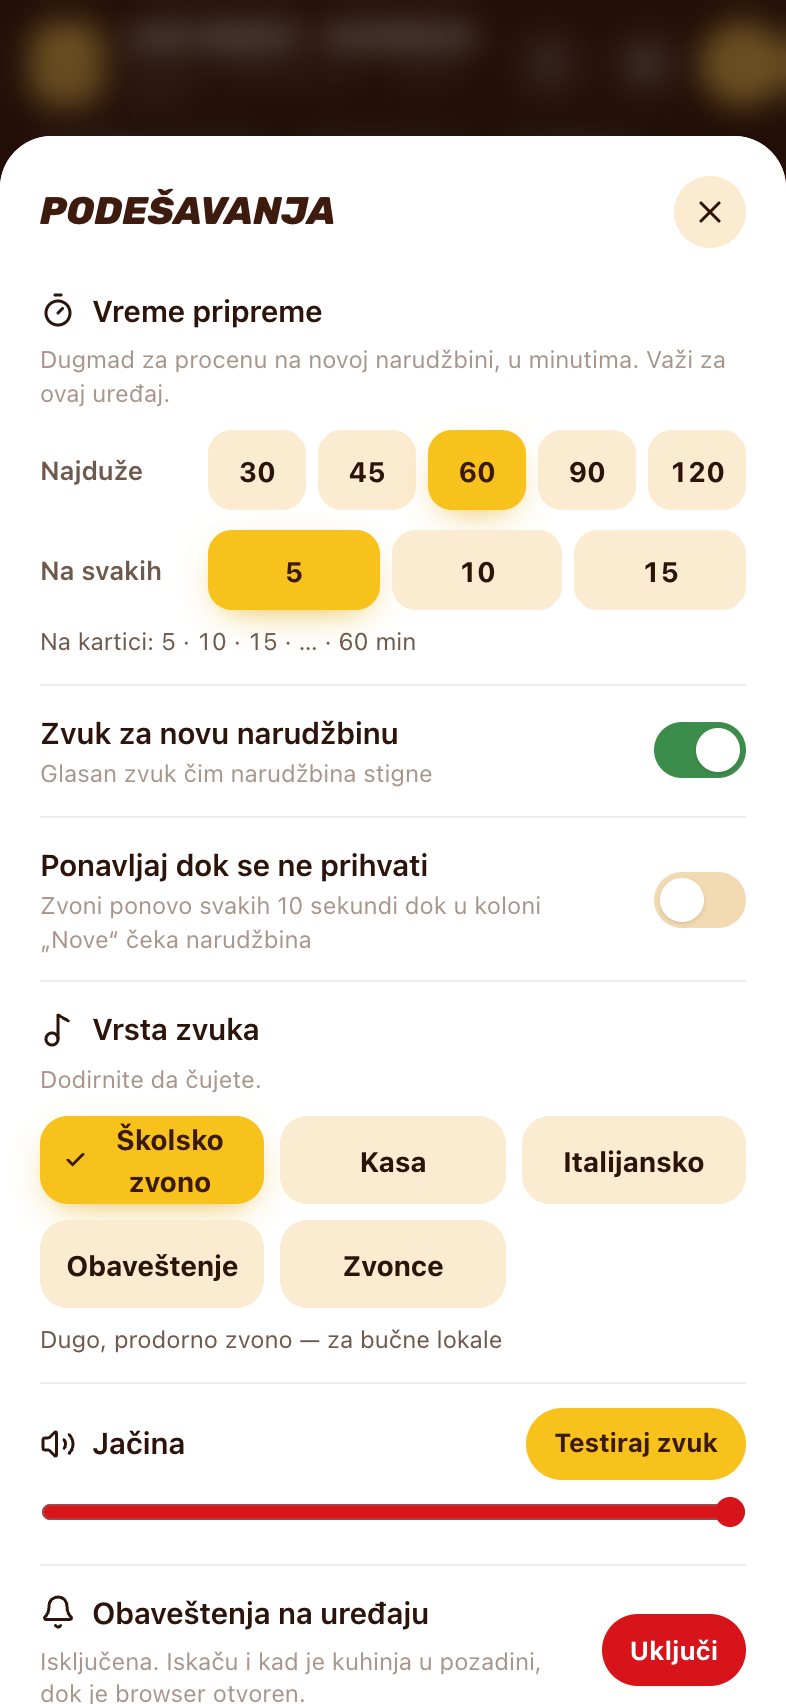 PODEŠAVANJA
Vreme pripreme
Dugmad za procenu na novoj narudžbini, u minutima. Važi za
ovaj uređaj.
Najduže 30 45 60 90 120
Na svakih 5 10 15
Na kartici: 5 · 10 · 15 · … · 60 min
Zvuk za novu narudžbinu
Glasan zvuk čim narudžbina stigne
Ponavljaj dok se ne prihvati
Zvoni ponovo svakih 10 sekundi dok u koloni
„Nove“ čeka narudžbina
Vrsta zvuka
Dodirnite da čujete.
Školsko
zvono
Kasa
Italijansko
Obaveštenje
Zvonce
Dugo, prodorno zvono — za bučne lokale
Jačina
Testiraj zvuk
Obaveštenja na uređaju
Isključena. Iskaču i kad je kuhinja u pozadini,
dok je browser otvoren.
Uključi